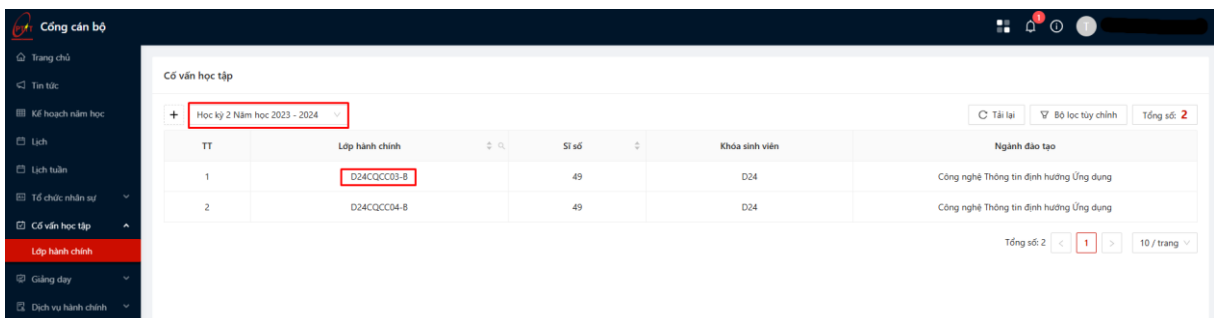 PTIT Cổng cán bộ 1 T
Trang chủ
Tin tức
Kế hoạch năm học
Lịch
Lịch tuần
Tổ chức nhân sự
Cố vấn học tập
Lớp hành chính
Giảng dạy
Dịch vụ hành chính
Cố vấn học tập
Học kỳ 2 Năm học 2023 - 2024 Tải lại Bộ lọc tùy chỉnh Tổng số: 2
TT Lớp hành chính Sĩ số Khóa sinh viên Ngành đào tạo
1 D24CQCC03-B 49 D24 Công nghệ Thông tin định hướng Ứng dụng
2 D24CQCC04-B 49 D24 Công nghệ Thông tin định hướng Ứng dụng
Tổng số: 2 < 1 > 10 / trang